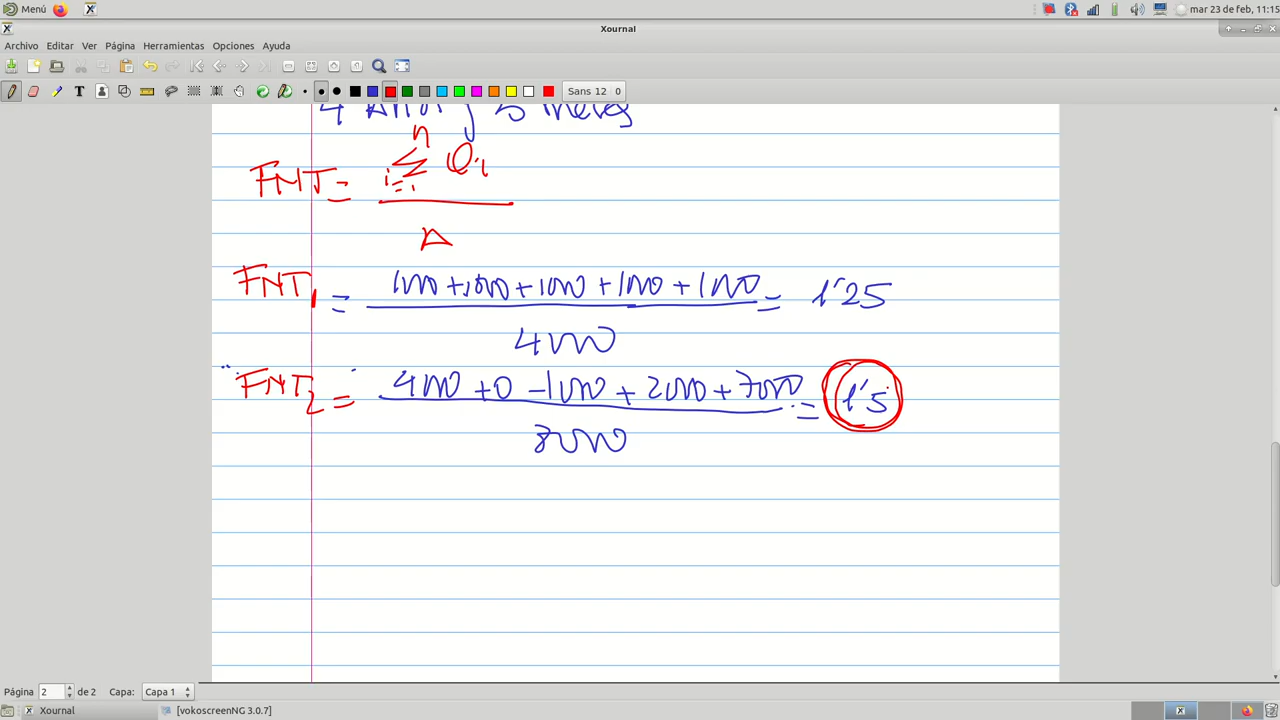 Menú mar 23 de feb, 11:15
Xournal
Archivo Editar Ver Página Herramientas Opciones Ayuda
Sans 12 0
4 Años y 5 meses
FNT = n Σ i=1 Qi
A
FNT1 = 1000 + 1000 + 1000 + 1000 + 1000 = 1'25
4000
FNT2 = 4000 + 0 - 1000 + 2000 + 7000 = 1'5
8000
Página 2 de 2 Capa: Capa 1
Xournal [vokoscreenNG 3.0.7]